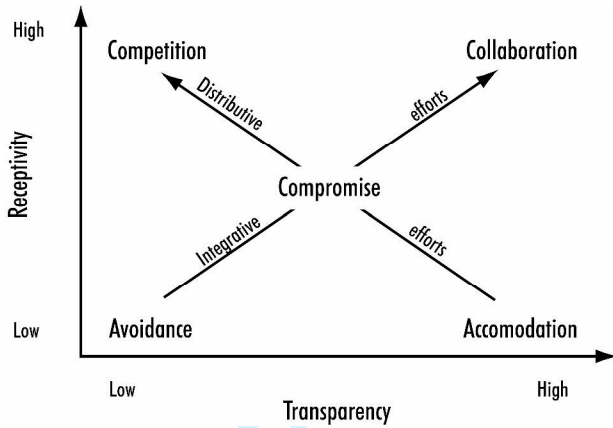 High
Competition
Collaboration
Distributive
efforts
Receptivity
Compromise
Integrative
efforts
Low
Avoidance
Accomodation
Low
High
Transparency